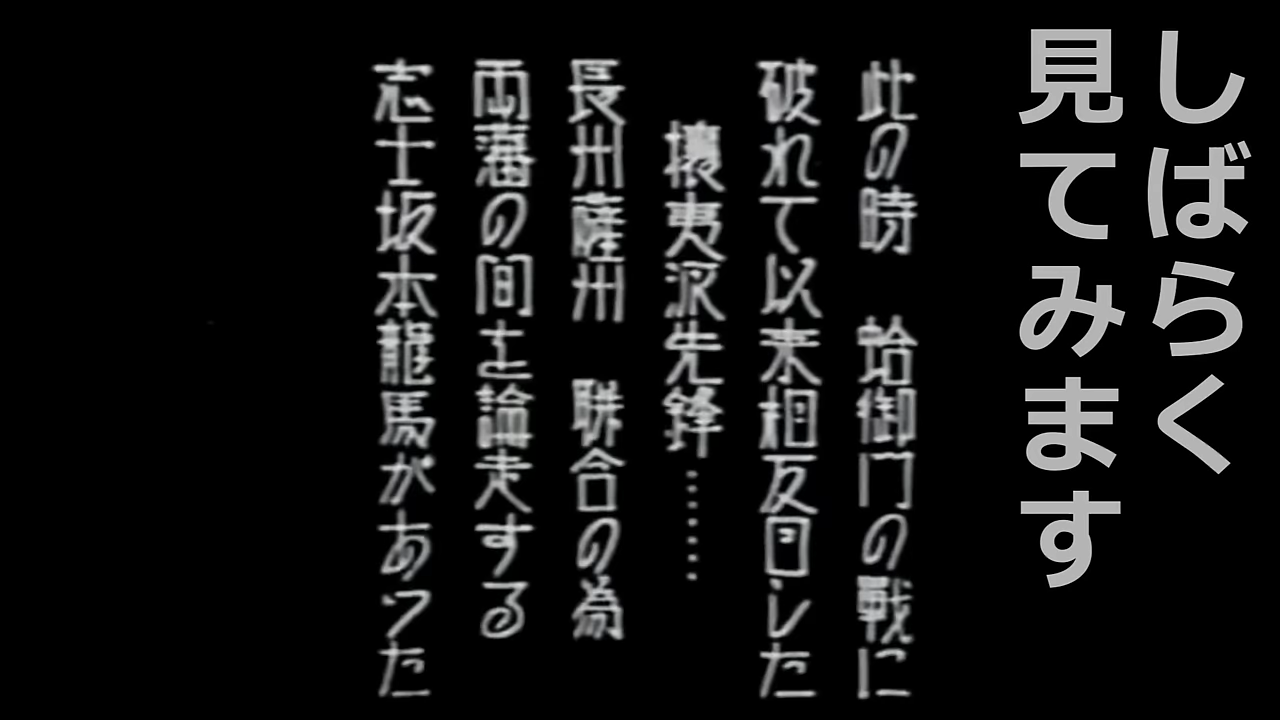 しばらく
見てみます
此の時　蛤御門の戦に
破れて以来相反目した
壊夷派先鋒……
長州薩州　聯合の為
両藩の間を論走する
志士坂本龍馬があつた